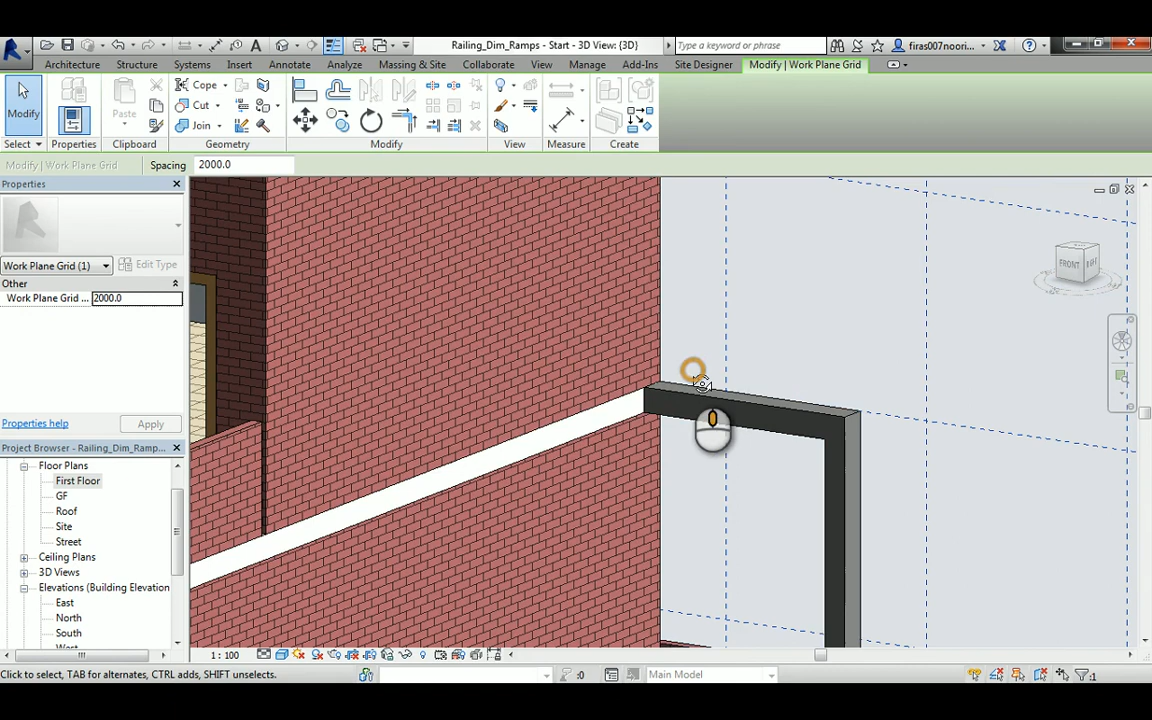 Railing_Dim_Ramps - Start - 3D View: {3D}
Type a keyword or phrase
firas007noori...
Architecture Structure Systems Insert Annotate Analyze Massing & Site Collaborate View Manage Add-Ins Site Designer Modify | Work Plane Grid
Modify
Paste
Cope
Cut
Join
Select Properties Clipboard Geometry Modify View Measure Create
Modify | Work Plane Grid Spacing 2000.0
Properties
Work Plane Grid (1) Edit Type
Other
Work Plane Grid ... 2000.0
Properties help Apply
FRONT
Project Browser - Railing_Dim_Ramp...
Floor Plans
First Floor
GF
Roof
Site
Street
Ceiling Plans
3D Views
Elevations (Building Elevation
East
North
South
1 : 100
Click to select, TAB for alternates, CTRL adds, SHIFT unselects.
:0
Main Model
:1